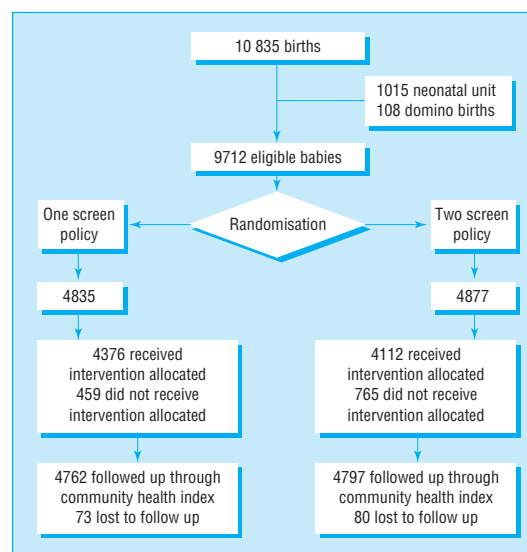 10 835 births
1015 neonatal unit
108 domino births
9712 eligible babies
One screen
policy
Randomisation
Two screen
policy
4835
4877
4376 received
intervention allocated
459 did not receive
intervention allocated
4112 received
intervention allocated
765 did not receive
intervention allocated
4762 followed up through
community health index
73 lost to follow up
4797 followed up through
community health index
80 lost to follow up